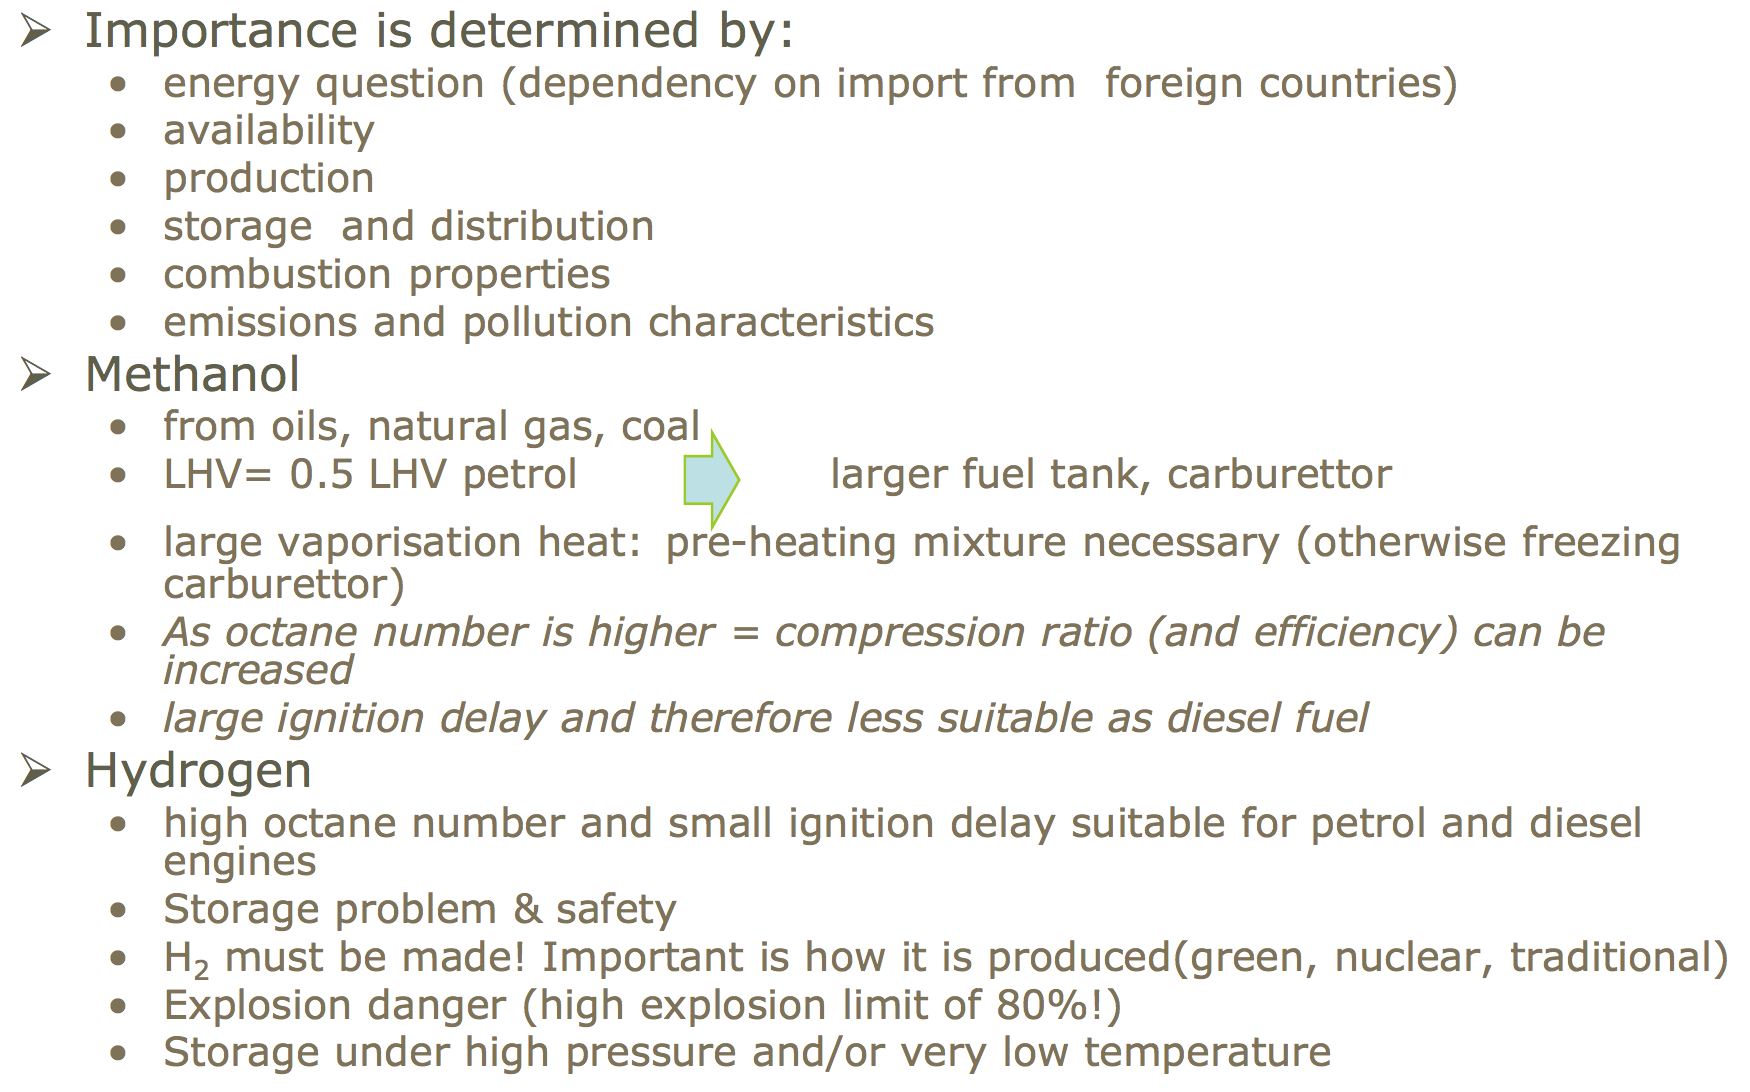 Importance is determined by:
energy question (dependency on import from foreign countries)
availability
production
storage and distribution
combustion properties
emissions and pollution characteristics
Methanol
from oils, natural gas, coal
LHV= 0.5 LHV petrol larger fuel tank, carburettor
large vaporisation heat: pre-heating mixture necessary (otherwise freezing
carburettor)
As octane number is higher = compression ratio (and efficiency) can be
increased
large ignition delay and therefore less suitable as diesel fuel
Hydrogen
high octane number and small ignition delay suitable for petrol and diesel
engines
Storage problem & safety
H₂ must be made! Important is how it is produced(green, nuclear, traditional)
Explosion danger (high explosion limit of 80%!)
Storage under high pressure and/or very low temperature